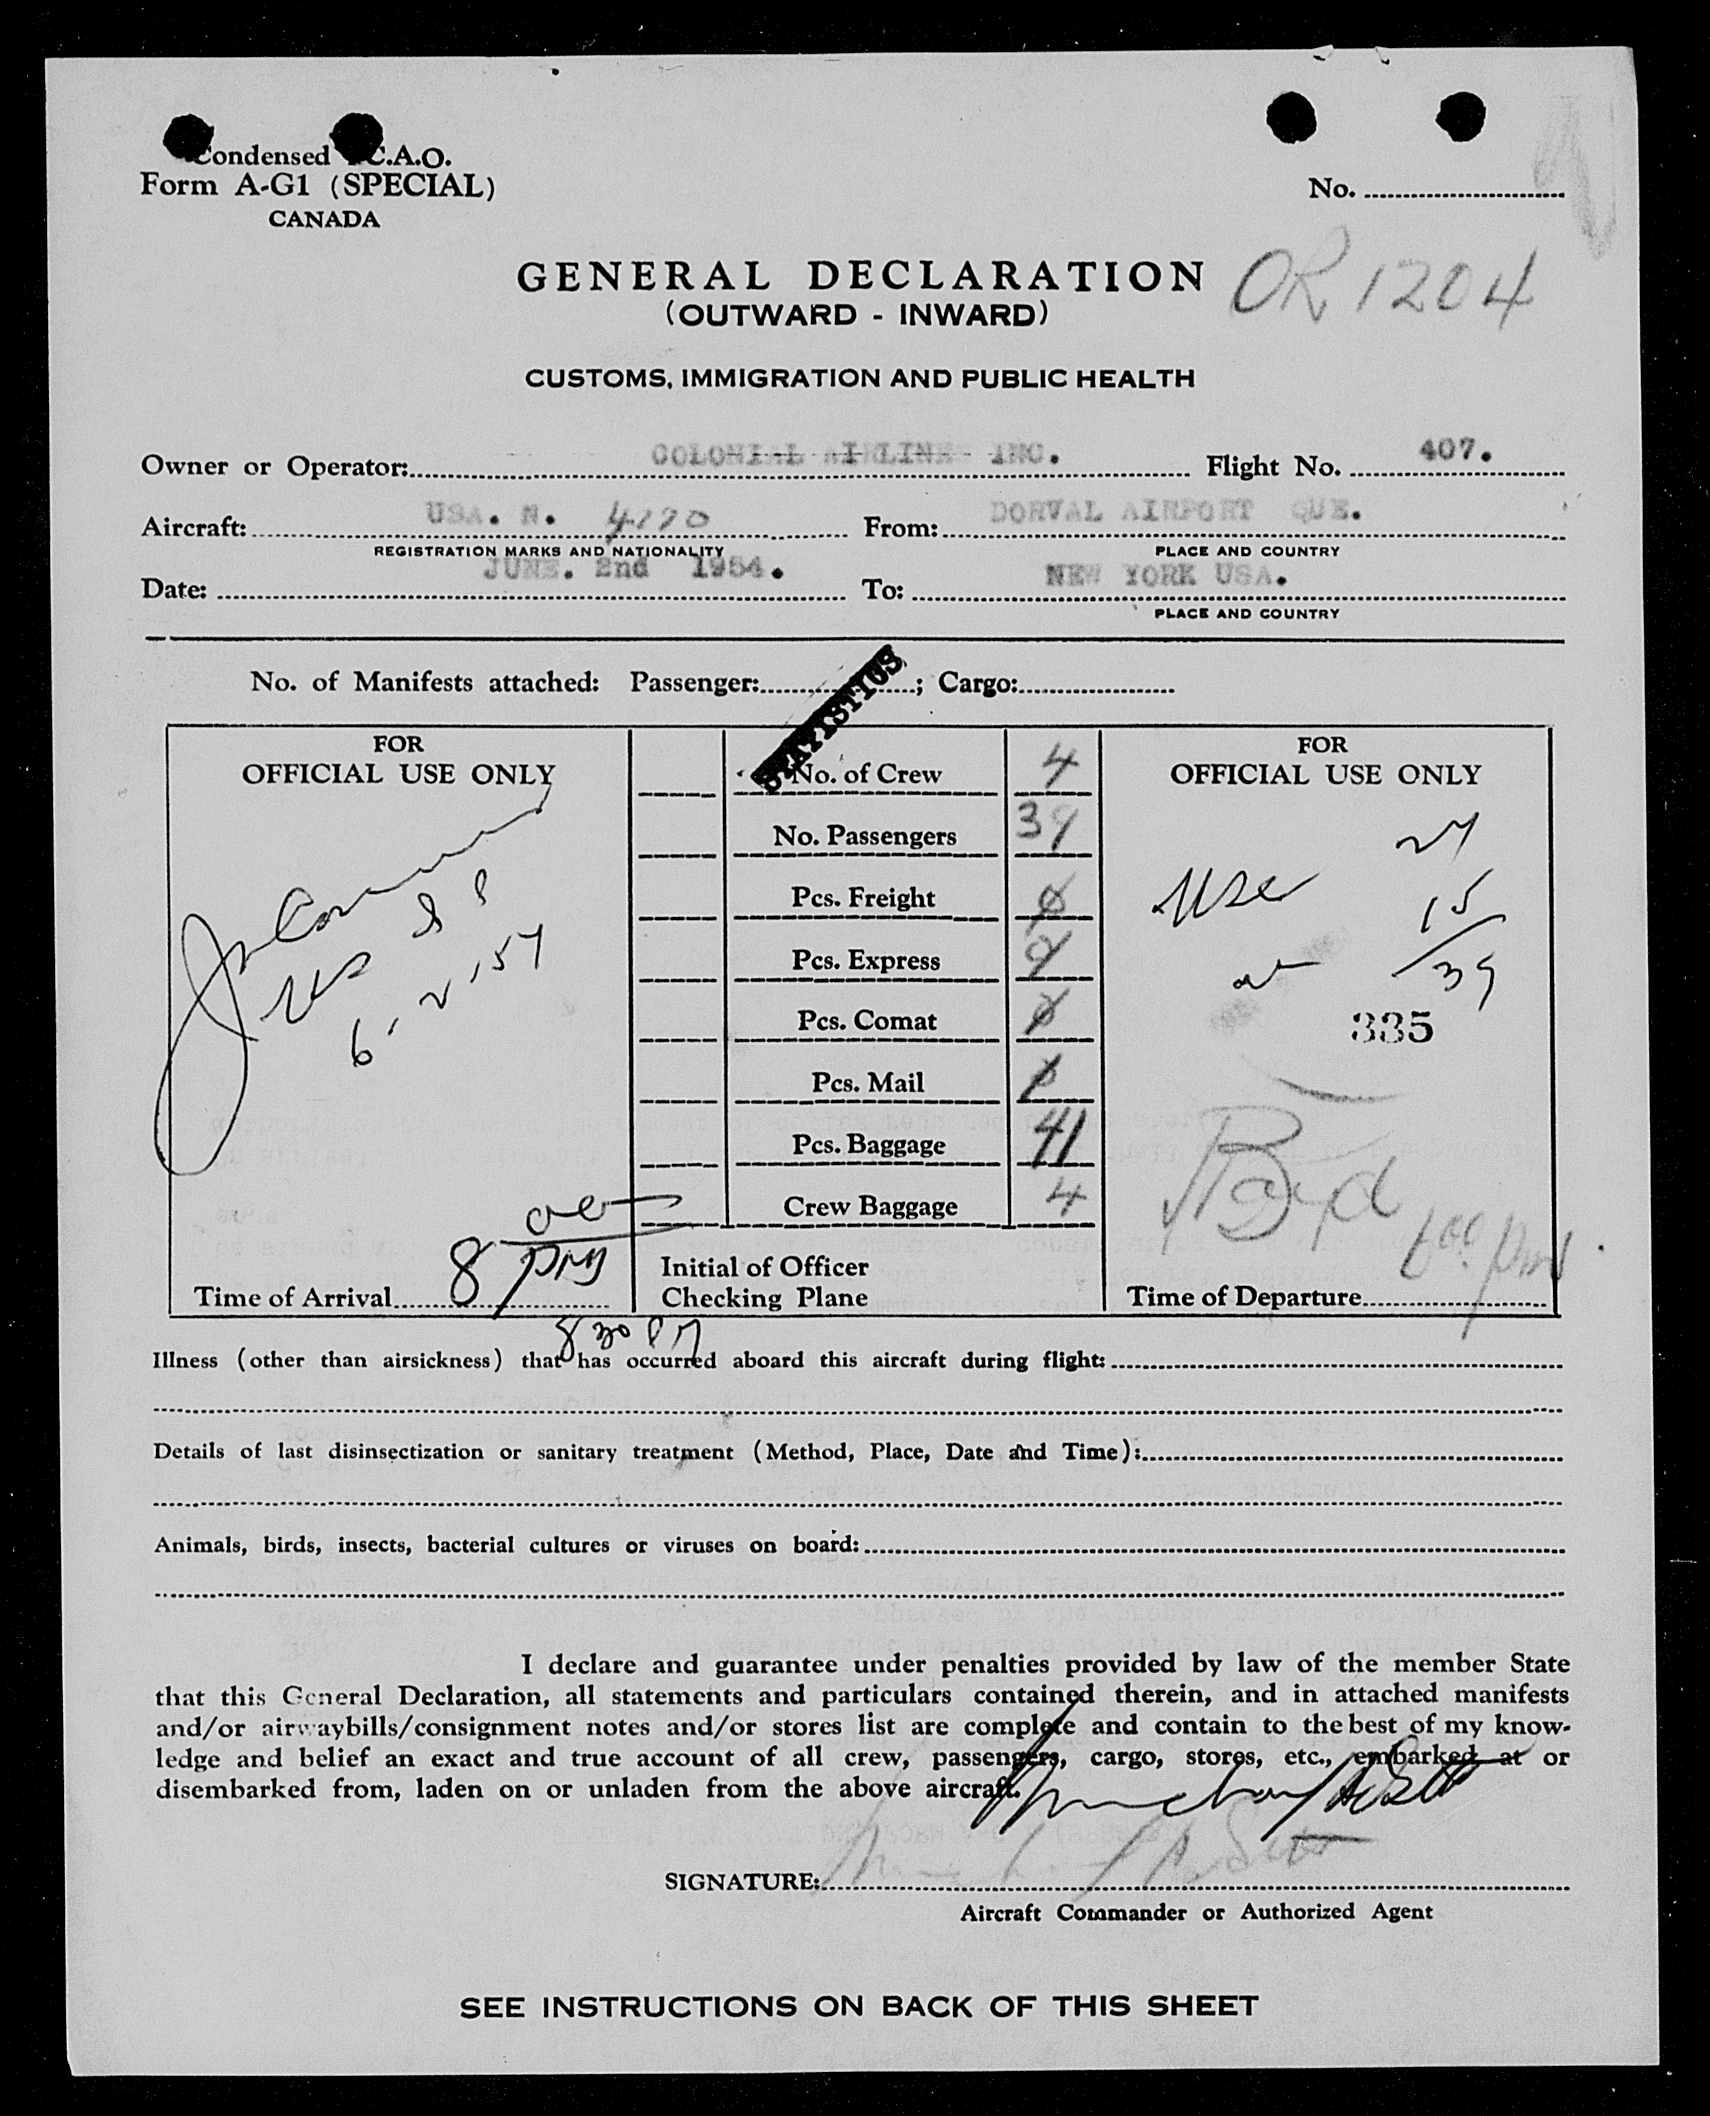 Condensed I.C.A.O.
Form A-G1 (SPECIAL)
CANADA
No.
GENERAL DECLARATION
OR 1204
(OUTWARD - INWARD)
CUSTOMS, IMMIGRATION AND PUBLIC HEALTH
Owner or Operator: COLONIAL AIRLINES INC. Flight No. 407.
Aircraft: USA. N. From: DORVAL AIRPORT QUE.
REGISTRATION MARKS AND NATIONALITY PLACE AND COUNTRY
Date: JUNE. 2nd 1954. To: NEW YORK USA.
PLACE AND COUNTRY
No. of Manifests attached: Passenger: ; Cargo:
STATISTICS
FOR
OFFICIAL USE ONLY
6-2-54
Time of Arrival 8 PM
830 PM
No. of Crew 4
No. Passengers 39
Pcs. Freight 0
Pcs. Express
Pcs. Comat 0
Pcs. Mail 0
Pcs. Baggage 41
Crew Baggage 4
Initial of Officer
Checking Plane
FOR
OFFICIAL USE ONLY
24
15
39
335
Time of Departure
Illness (other than airsickness) that has occurred aboard this aircraft during flight:
Details of last disinsectization or sanitary treatment (Method, Place, Date and Time):
Animals, birds, insects, bacterial cultures or viruses on board:
I declare and guarantee under penalties provided by law of the member State
that this General Declaration, all statements and particulars contained therein, and in attached manifests
and/or airwaybills/consignment notes and/or stores list are complete and contain to the best of my know-
ledge and belief an exact and true account of all crew, passengers, cargo, stores, etc., embarked at or
disembarked from, laden on or unladen from the above aircraft.
SIGNATURE:
Aircraft Commander or Authorized Agent
SEE INSTRUCTIONS ON BACK OF THIS SHEET